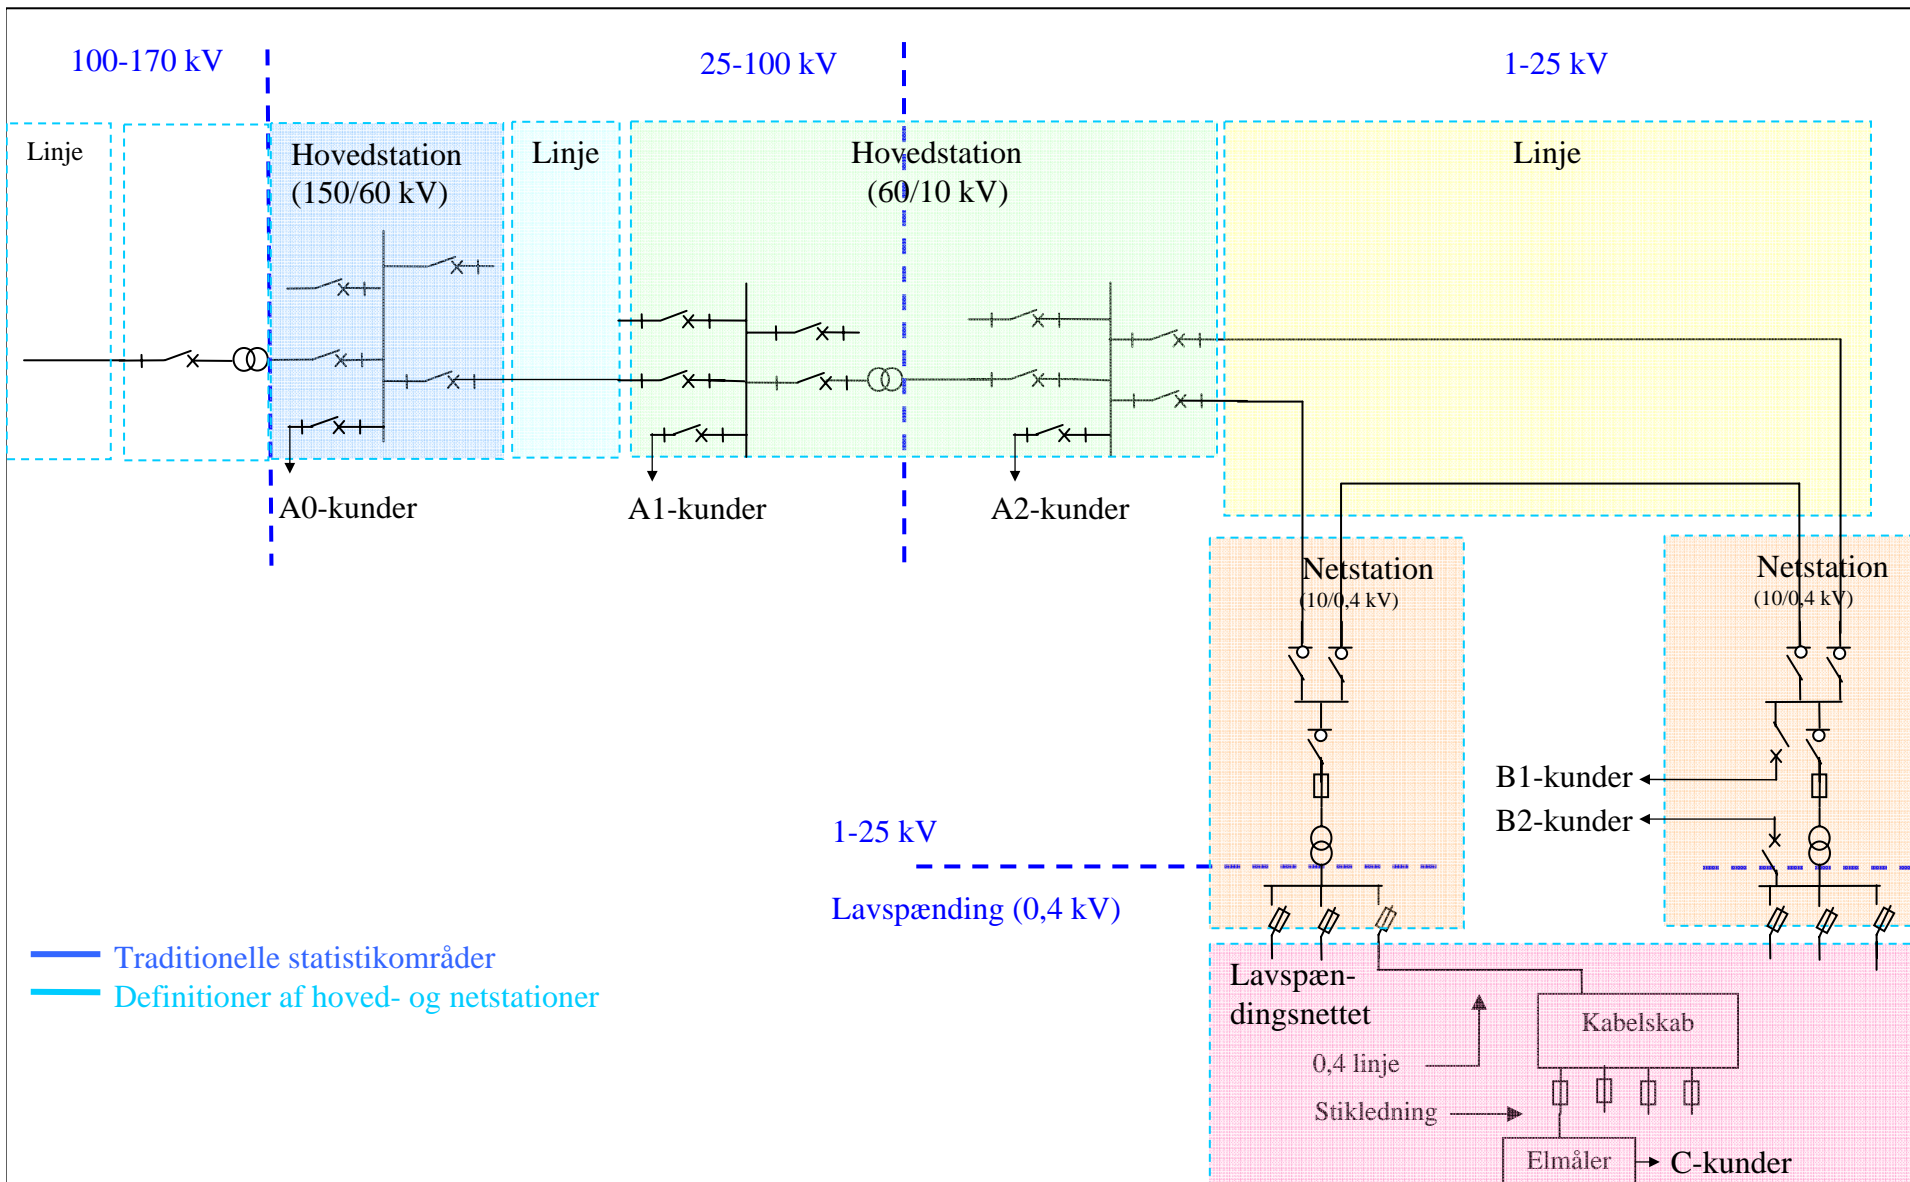 100-170 kV
25-100 kV
1-25 kV
Linje
Hovedstation
(150/60 kV)
Linje
Hovedstation
(60/10 kV)
Linje
A0-kunder
A1-kunder
A2-kunder
Netstation
(10/0,4 kV)
Netstation
(10/0,4 kV)
B1-kunder
B2-kunder
1-25 kV
Lavspænding (0,4 kV)
Traditionelle statistikområder
Definitioner af hoved- og netstationer
Lavspæn-
dingsnettet
Kabelskab
0,4 linje
Stikledning
Elmåler
C-kunder